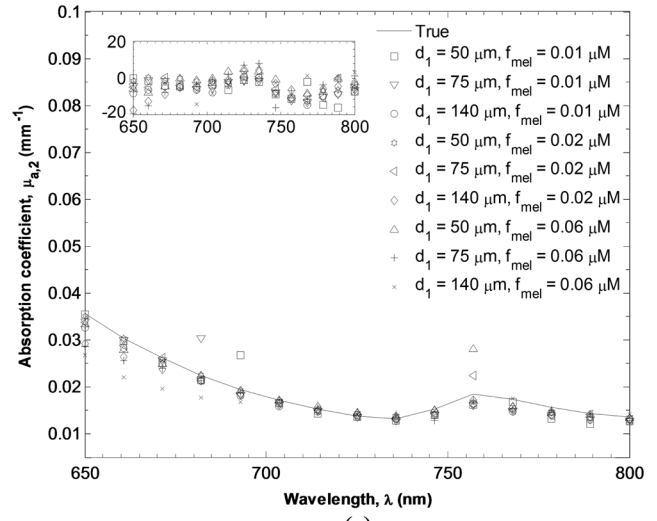 0.1
0.09
0.08
0.07
0.06
0.05
0.04
0.03
0.02
0.01
Absorption coefficient, μa,2 (mm-1)
20
0
-20
650
700
750
800
True
d1 = 50 μm, fmel = 0.01 μM
d1 = 75 μm, fmel = 0.01 μM
d1 = 140 μm, fmel = 0.01 μM
d1 = 50 μm, fmel = 0.02 μM
d1 = 75 μm, fmel = 0.02 μM
d1 = 140 μm, fmel = 0.02 μM
d1 = 50 μm, fmel = 0.06 μM
d1 = 75 μm, fmel = 0.06 μM
d1 = 140 μm, fmel = 0.06 μM
650
700
750
800
Wavelength, λ (nm)